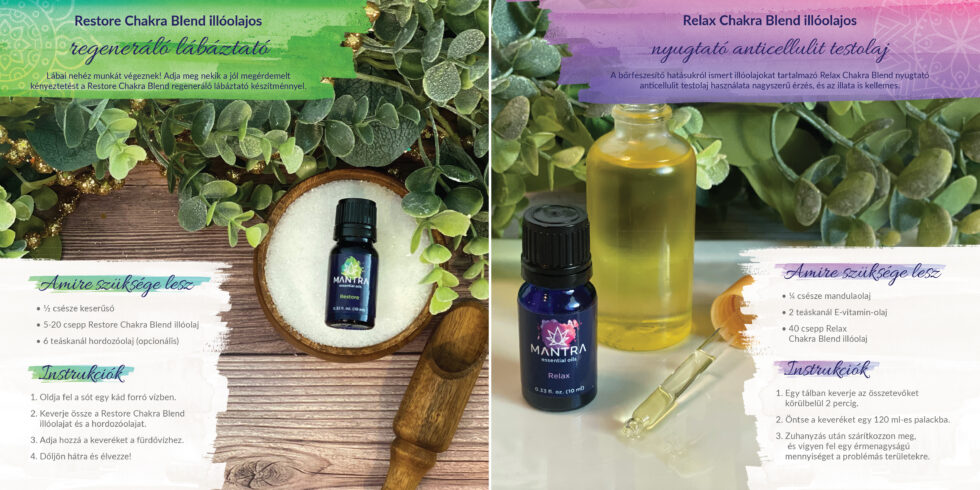 Restore Chakra Blend illóolajos
regeneráló lábáztató
Lábai nehéz munkát végeznek! Adja meg nekik a jól megérdemelt
kényeztetést a Restore Chakra Blend regeneráló lábáztató készítménnyel.
MANTRA
essential oils
Restore
0.33 fl. oz. (10 ml)
Amire szüksége lesz
• ½ csésze keserűsó
• 5-20 csepp Restore Chakra Blend illóolaj
• 6 teáskanál hordozóolaj (opcionális)
Instrukciók
1. Oldja fel a sót egy kád forró vízben.
2. Keverje össze a Restore Chakra Blend
illóolajat és a hordozóolajat.
3. Adja hozzá a keveréket a fürdővízhez.
4. Dőljön hátra és élvezze!
Relax Chakra Blend illóolajos
nyugtató anticellulit testolaj
A bőrfeszesítő hatásukról ismert illóolajokat tartalmazó Relax Chakra Blend nyugtató
anticellulit testolaj használata nagyszerű érzés, és az illata is kellemes.
MANTRA
essential oils
Relax
0.33 fl. oz. (10 ml)
Amire szüksége lesz
• ¼ csésze mandulaolaj
• 2 teáskanál E-vitamin-olaj
• 40 csepp Relax
Chakra Blend illóolaj
Instrukciók
1. Egy tálban keverje az összetevőket
körülbelül 2 percig.
2. Öntse a keveréket egy 120 ml-es palackba.
3. Zuhanyzás után szárítkozzon meg,
és vigyen fel egy érmenagyságú
mennyiséget a problémás területekre.